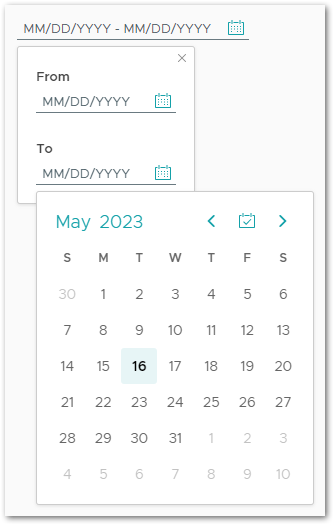 MM/DD/YYYY - MM/DD/YYYY
From
MM/DD/YYYY
To
MM/DD/YYYY
May 2023
S M T W T F S
30 1 2 3 4 5 6
7 8 9 10 11 12 13
14 15 16 17 18 19 20
21 22 23 24 25 26 27
28 29 30 31 1 2 3
4 5 6 7 8 9 10